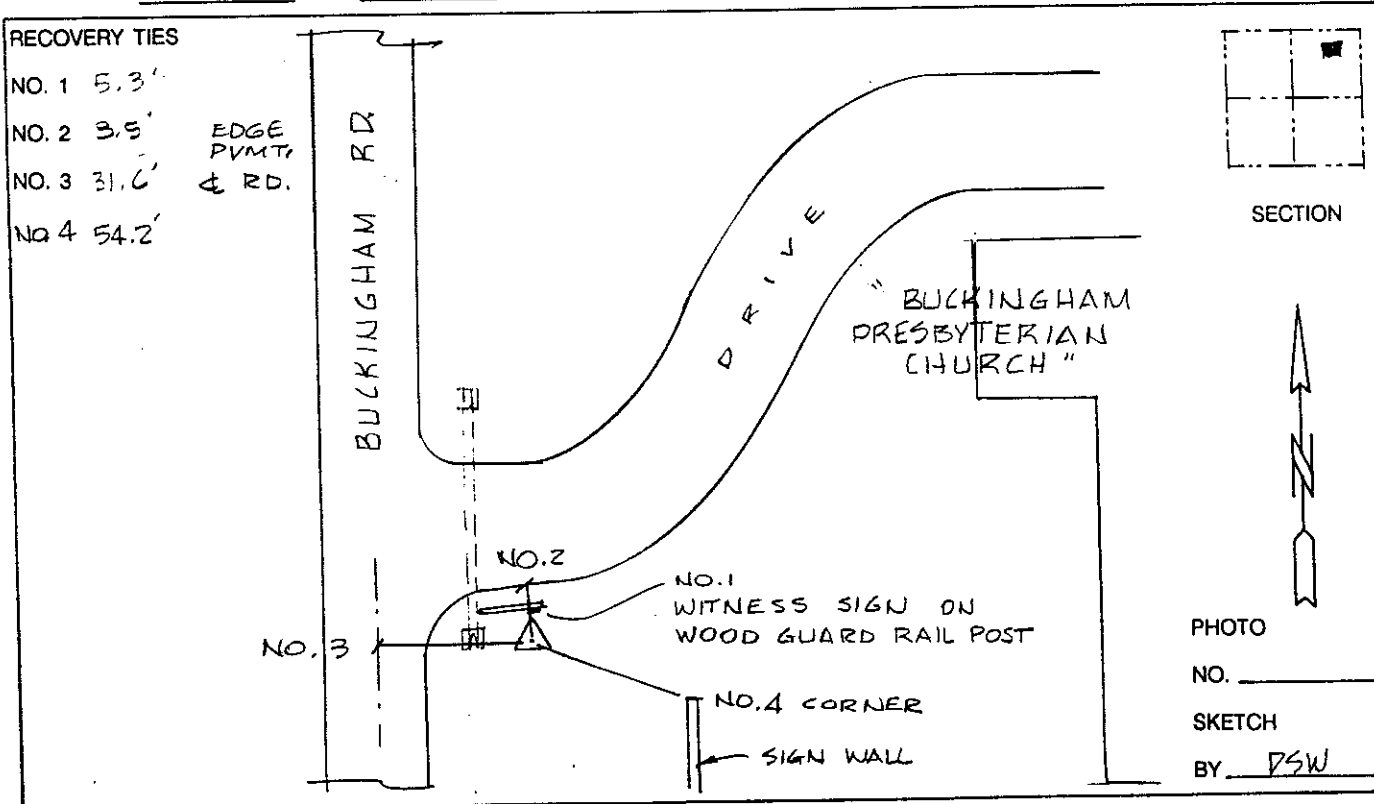 RECOVERY TIES
NO. 1 5.3'
NO. 2 3.5' EDGE PVMT.
NO. 3 31.6' ℄ RD.
NO 4 54.2'
BUCKINGHAM RD
DRIVE
"BUCKINGHAM
PRESBYTERIAN
CHURCH"
SECTION
N
NO.2
NO.1
WITNESS SIGN ON
WOOD GUARD RAIL POST
NO.3
NO.4 CORNER
SIGN WALL
PHOTO
NO.
SKETCH
BY DSW